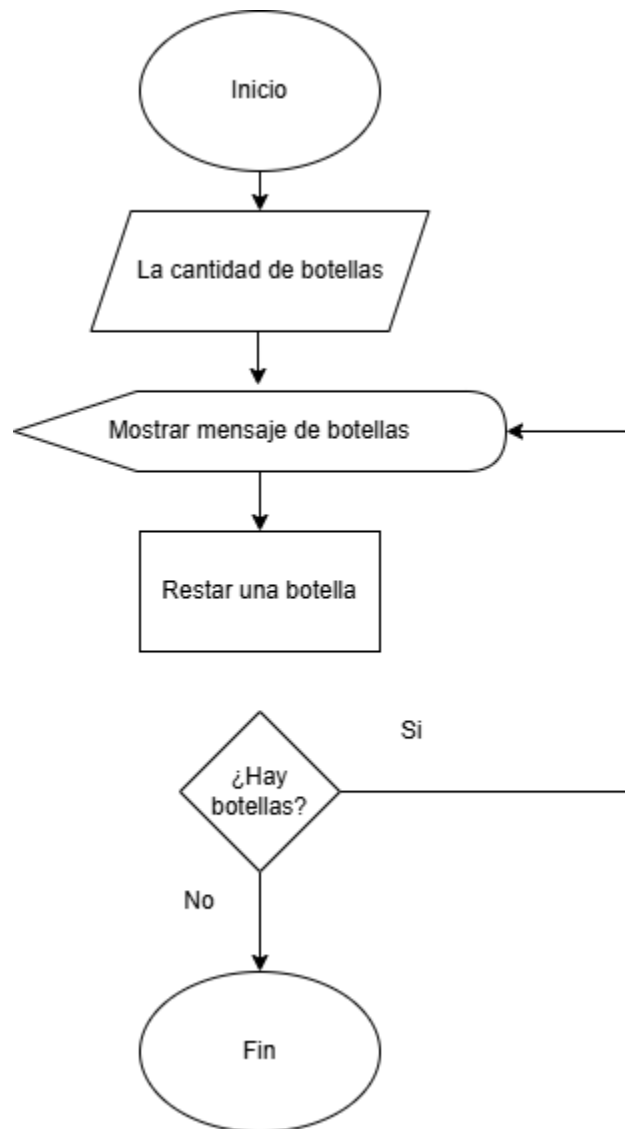 Inicio
La cantidad de botellas
Mostrar mensaje de botellas
Restar una botella
Si
¿Hay
botellas?
No
Fin